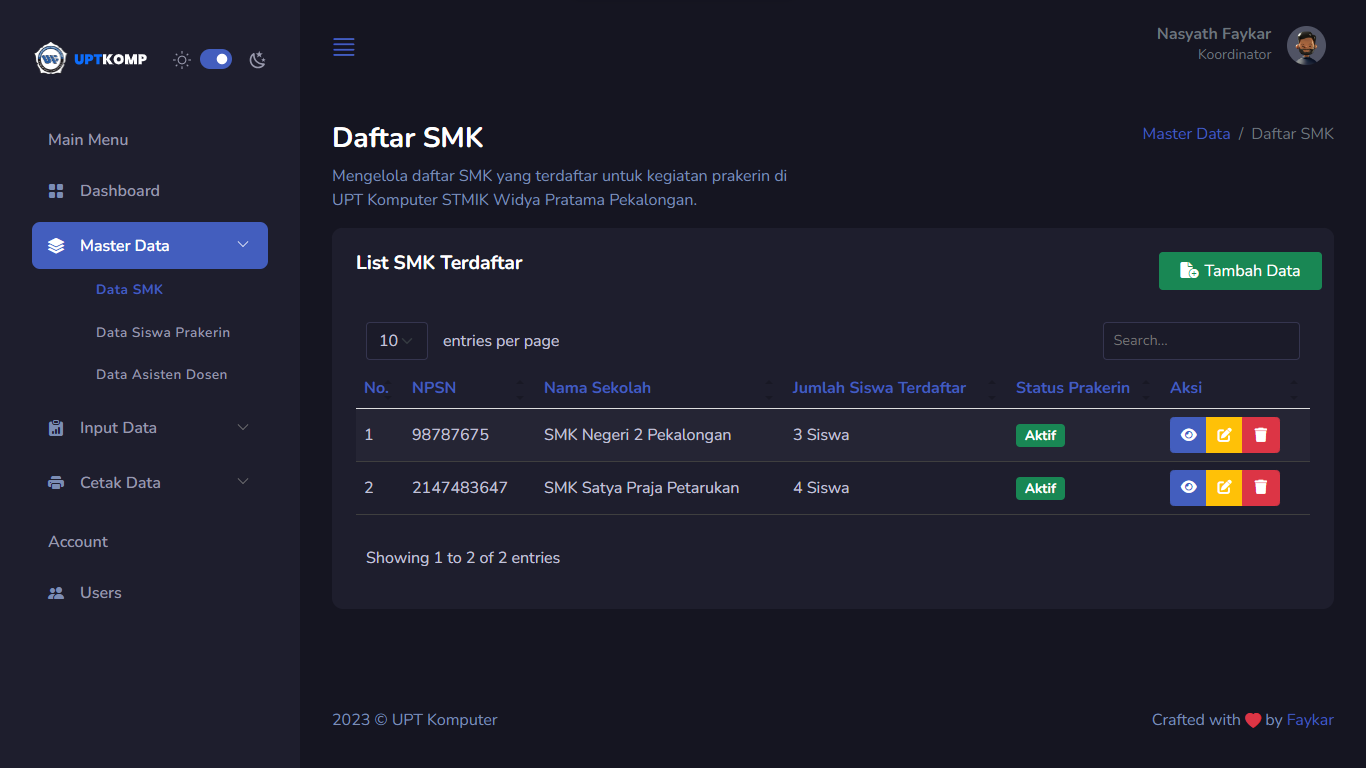 UPTKOMP
Nasyath Faykar
Koordinator
Main Menu
Dashboard
Master Data
Data SMK
Data Siswa Prakerin
Data Asisten Dosen
Input Data
Cetak Data
Account
Users
Daftar SMK
Master Data / Daftar SMK
Mengelola daftar SMK yang terdaftar untuk kegiatan prakerin di
UPT Komputer STMIK Widya Pratama Pekalongan.
List SMK Terdaftar
Tambah Data
10 entries per page
Search...
No. NPSN Nama Sekolah Jumlah Siswa Terdaftar Status Prakerin Aksi
1 98787675 SMK Negeri 2 Pekalongan 3 Siswa Aktif
2 2147483647 SMK Satya Praja Petarukan 4 Siswa Aktif
Showing 1 to 2 of 2 entries
2023 © UPT Komputer
Crafted with ❤ by Faykar